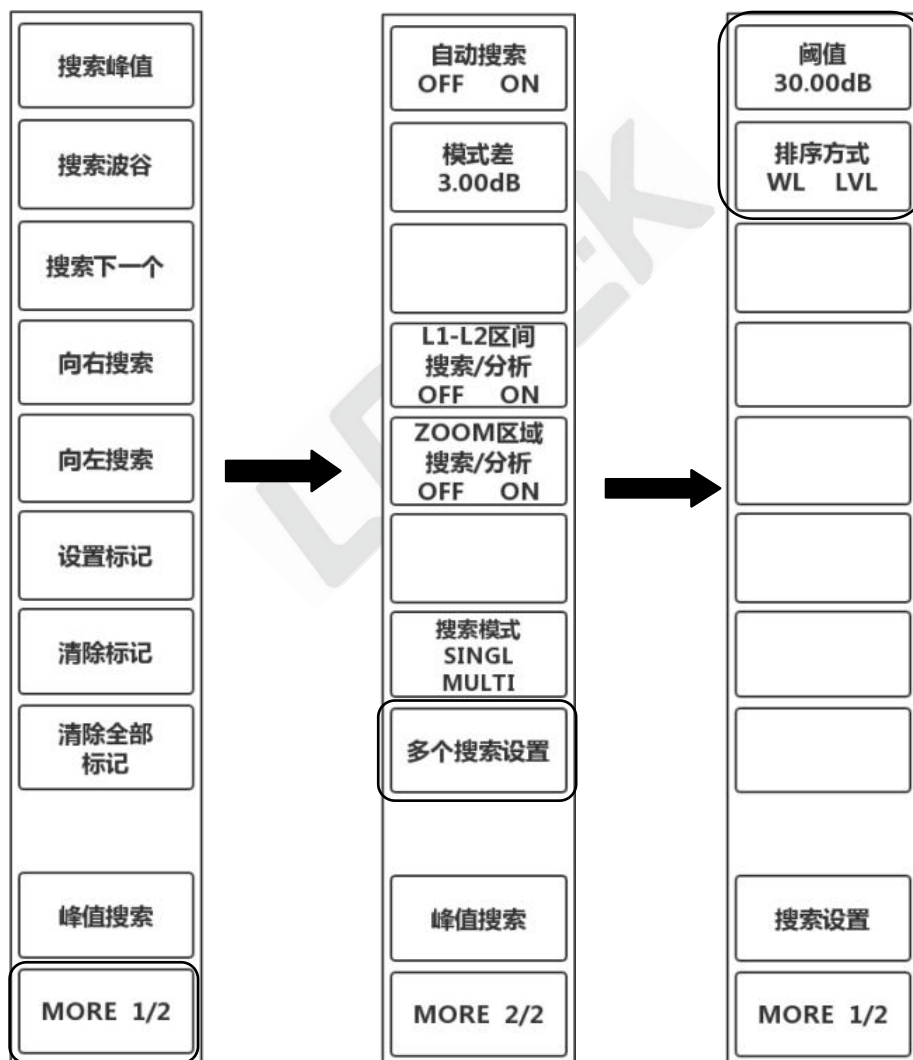 搜索峰值
搜索波谷
搜索下一个
向右搜索
向左搜索
设置标记
清除标记
清除全部
标记
峰值搜索
MORE 1/2
自动搜索
OFF ON
模式差
3.00dB
L1-L2区间
搜索/分析
OFF ON
ZOOM区域
搜索/分析
OFF ON
搜索模式
SINGL
MULTI
多个搜索设置
峰值搜索
MORE 2/2
阈值
30.00dB
排序方式
WL LVL
搜索设置
MORE 1/2